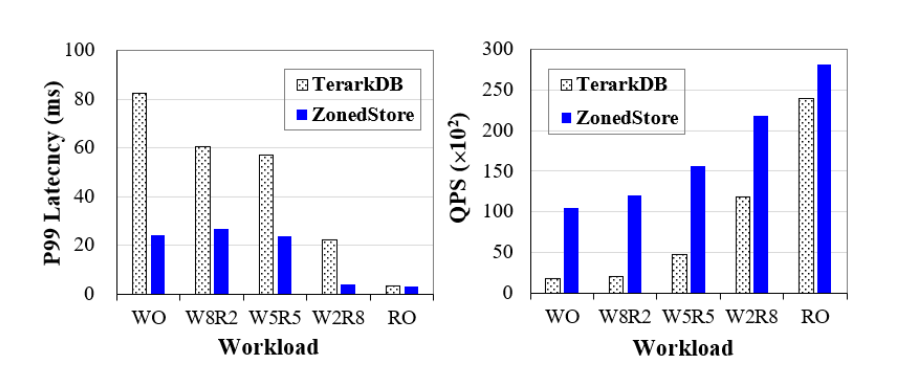 100
80
60
40
20
0
P99 Latecncy (ms)
TerarkDB
ZonedStore
WO W8R2 W5R5 W2R8 RO
Workload
300
250
200
150
100
50
0
QPS (×10²)
TerarkDB
ZonedStore
WO W8R2 W5R5 W2R8 RO
Workload